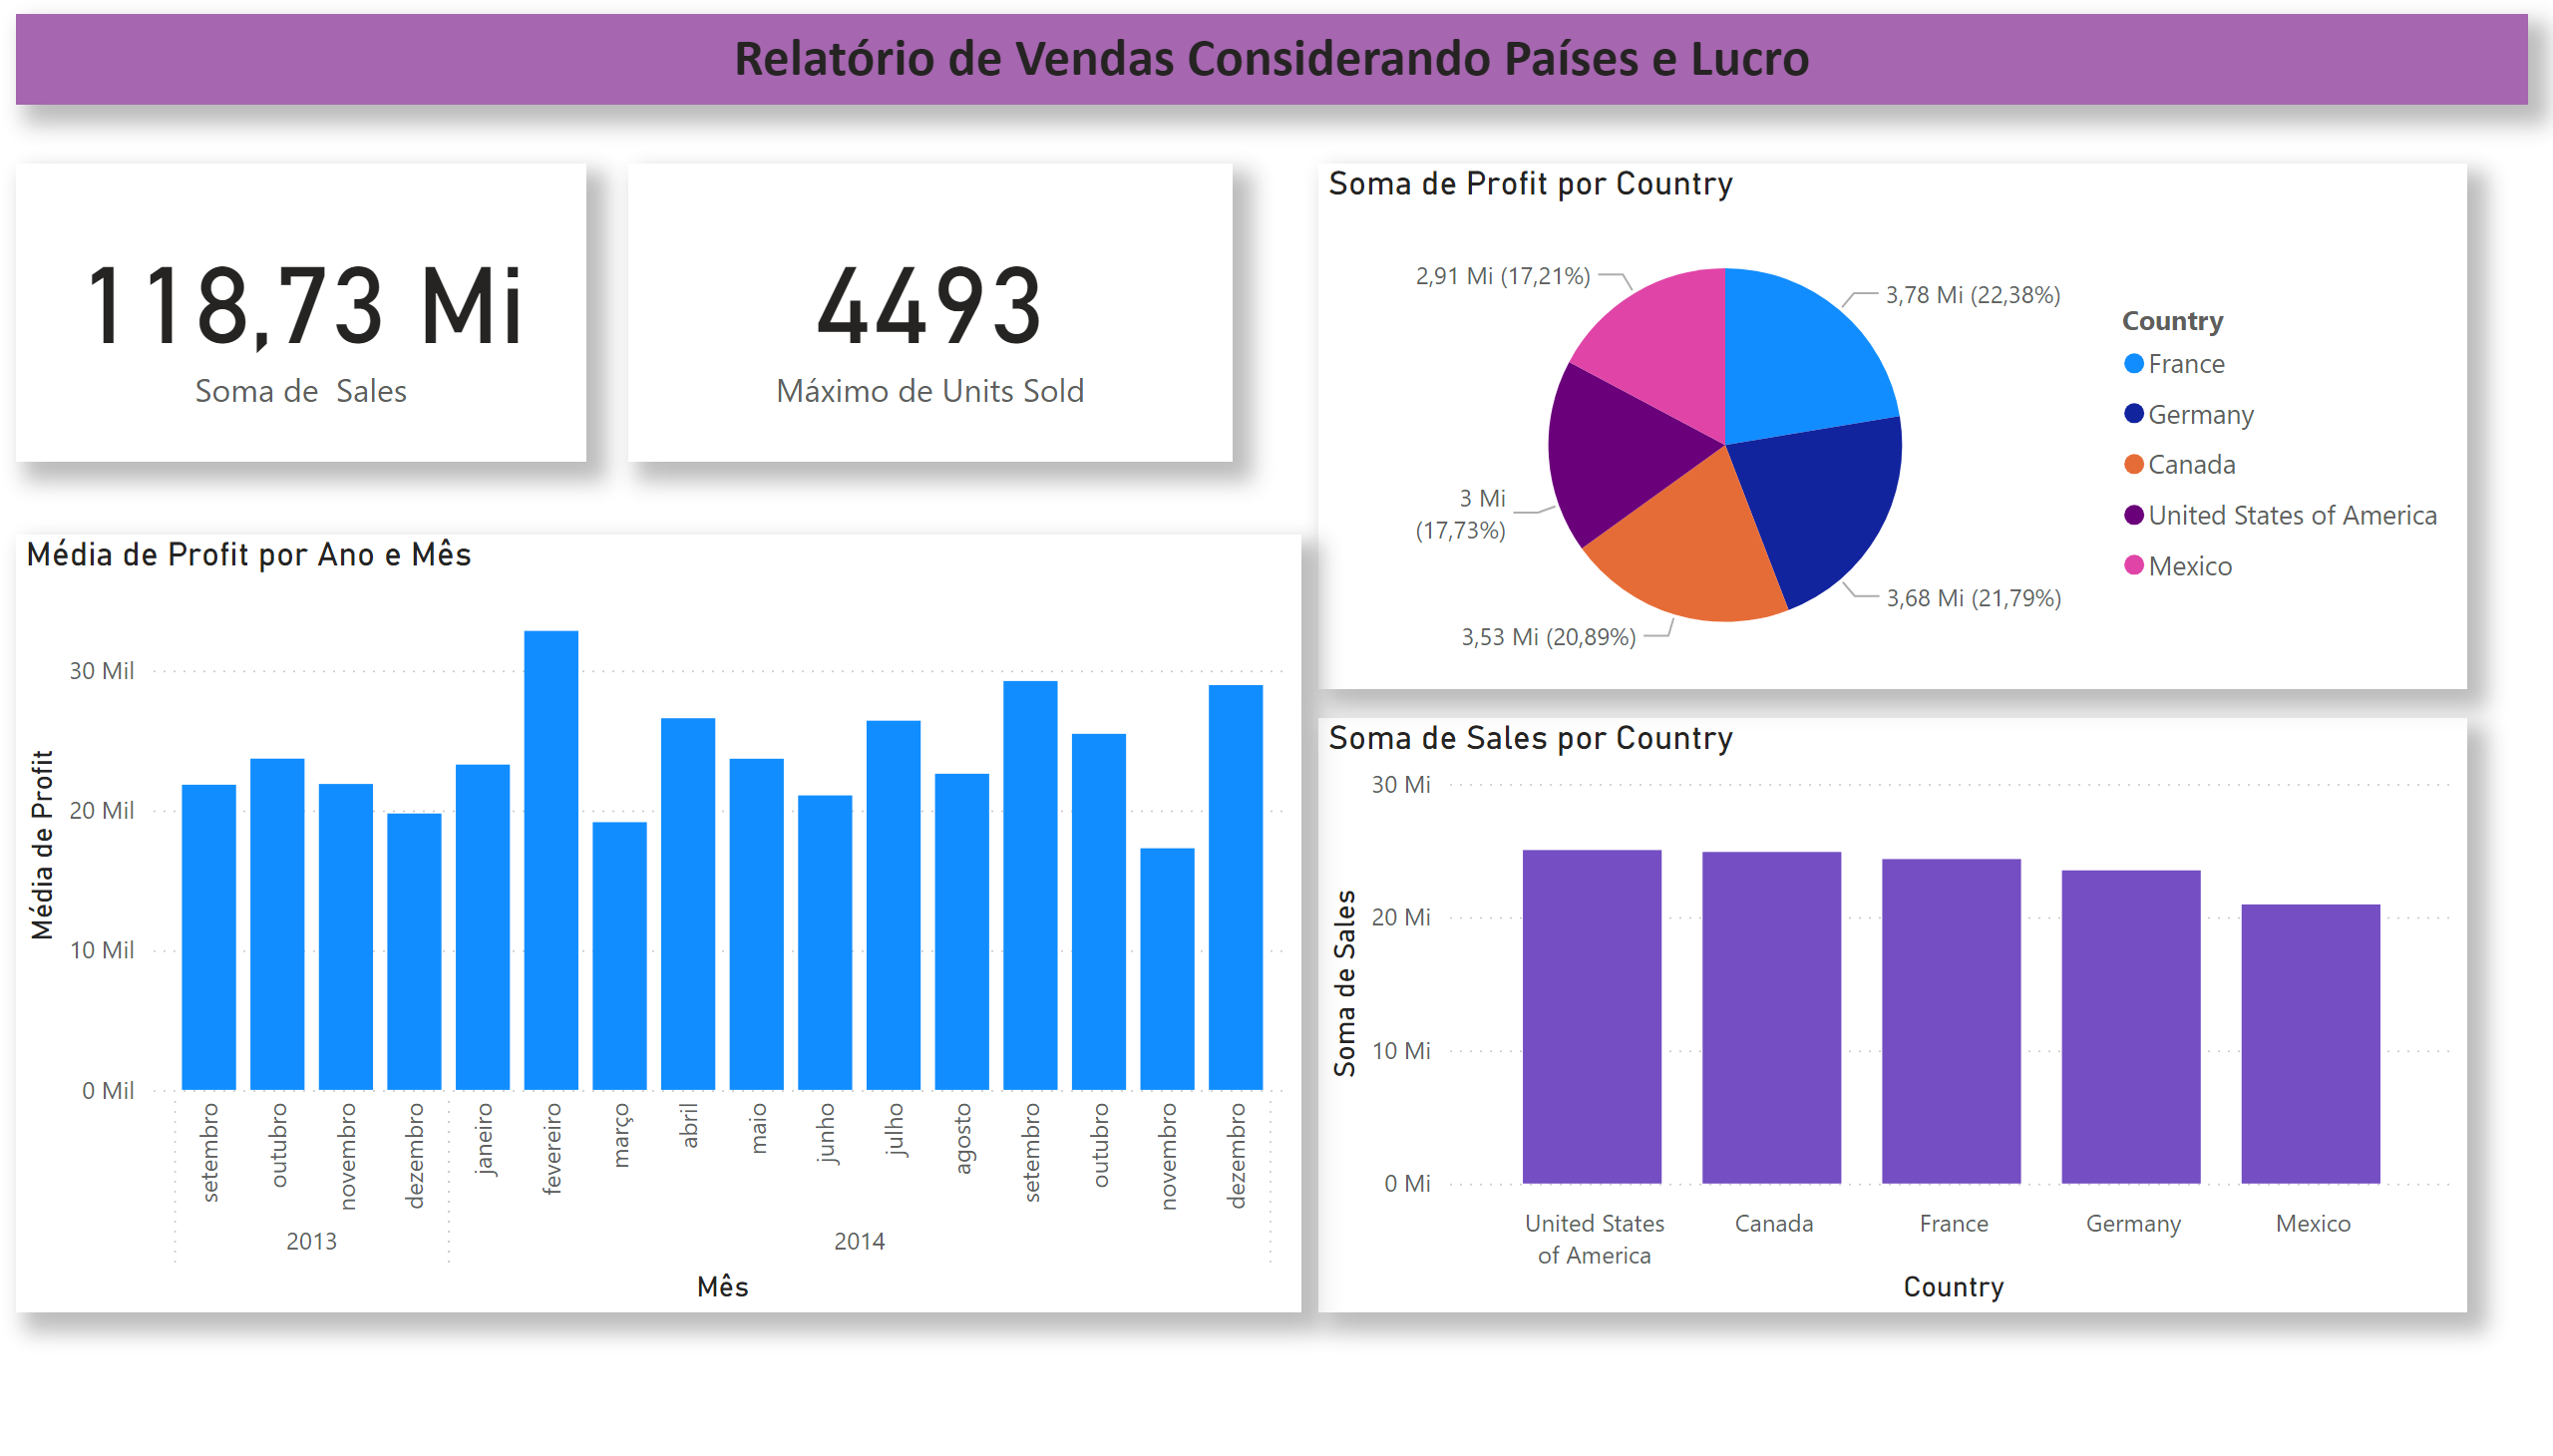 Relatório de Vendas Considerando Países e Lucro
118,73 Mi
Soma de  Sales
4493
Máximo de Units Sold
Soma de Profit por Country
2,91 Mi (17,21%)
3,78 Mi (22,38%)
3 Mi
(17,73%)
3,68 Mi (21,79%)
3,53 Mi (20,89%)
Country
France
Germany
Canada
United States of America
Mexico
Média de Profit por Ano e Mês
Média de Profit
30 Mil
20 Mil
10 Mil
0 Mil
setembro
outubro
novembro
dezembro
janeiro
fevereiro
março
abril
maio
junho
julho
agosto
setembro
outubro
novembro
dezembro
2013
2014
Mês
Soma de Sales por Country
Soma de Sales
30 Mi
20 Mi
10 Mi
0 Mi
United States
of America
Canada
France
Germany
Mexico
Country